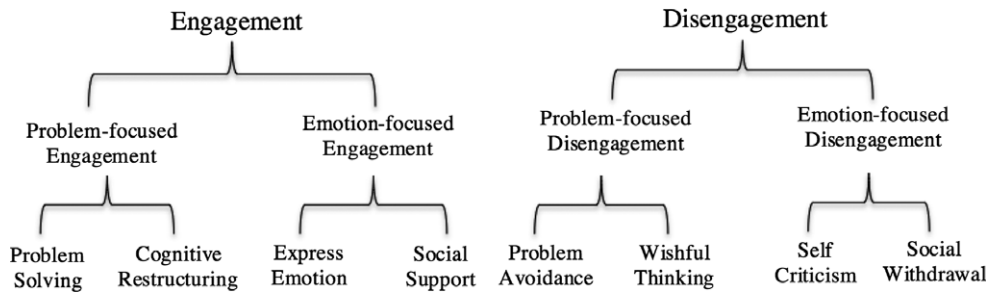 Engagement
Disengagement
Problem-focused
Engagement
Emotion-focused
Engagement
Problem-focused
Disengagement
Emotion-focused
Disengagement
Problem
Solving
Cognitive
Restructuring
Express
Emotion
Social
Support
Problem
Avoidance
Wishful
Thinking
Self
Criticism
Social
Withdrawal